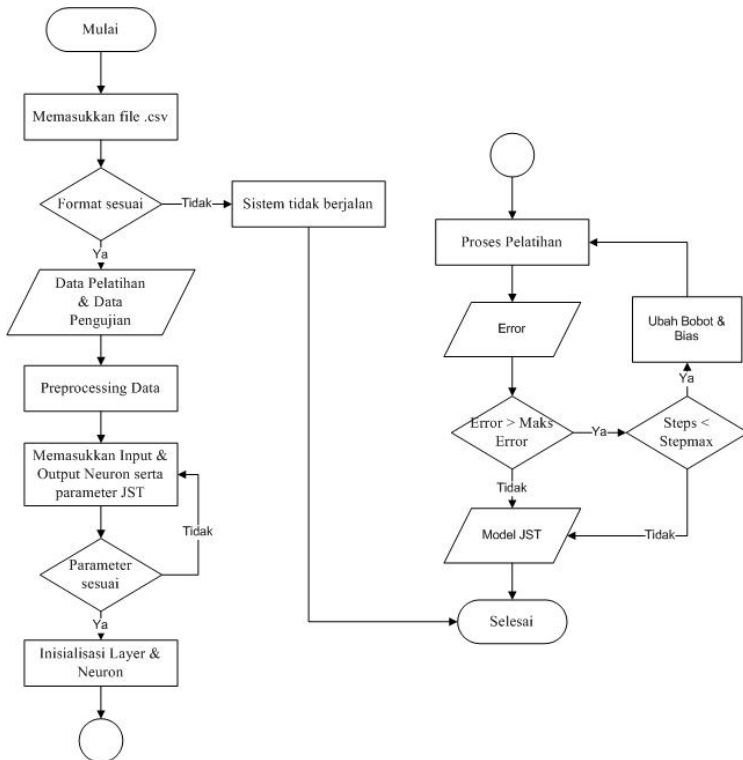 Mulai
Memasukkan file .csv
Format sesuai
Tidak
Sistem tidak berjalan
Ya
Data Pelatihan
& Data
Pengujian
Preprocessing Data
Memasukkan Input &
Output Neuron serta
parameter JST
Tidak
Parameter
sesuai
Ya
Inisialisasi Layer &
Neuron
Proses Pelatihan
Error
Ubah Bobot &
Bias
Ya
Error > Maks
Error
Ya
Steps <
Stepmax
Tidak
Model JST
Tidak
Selesai